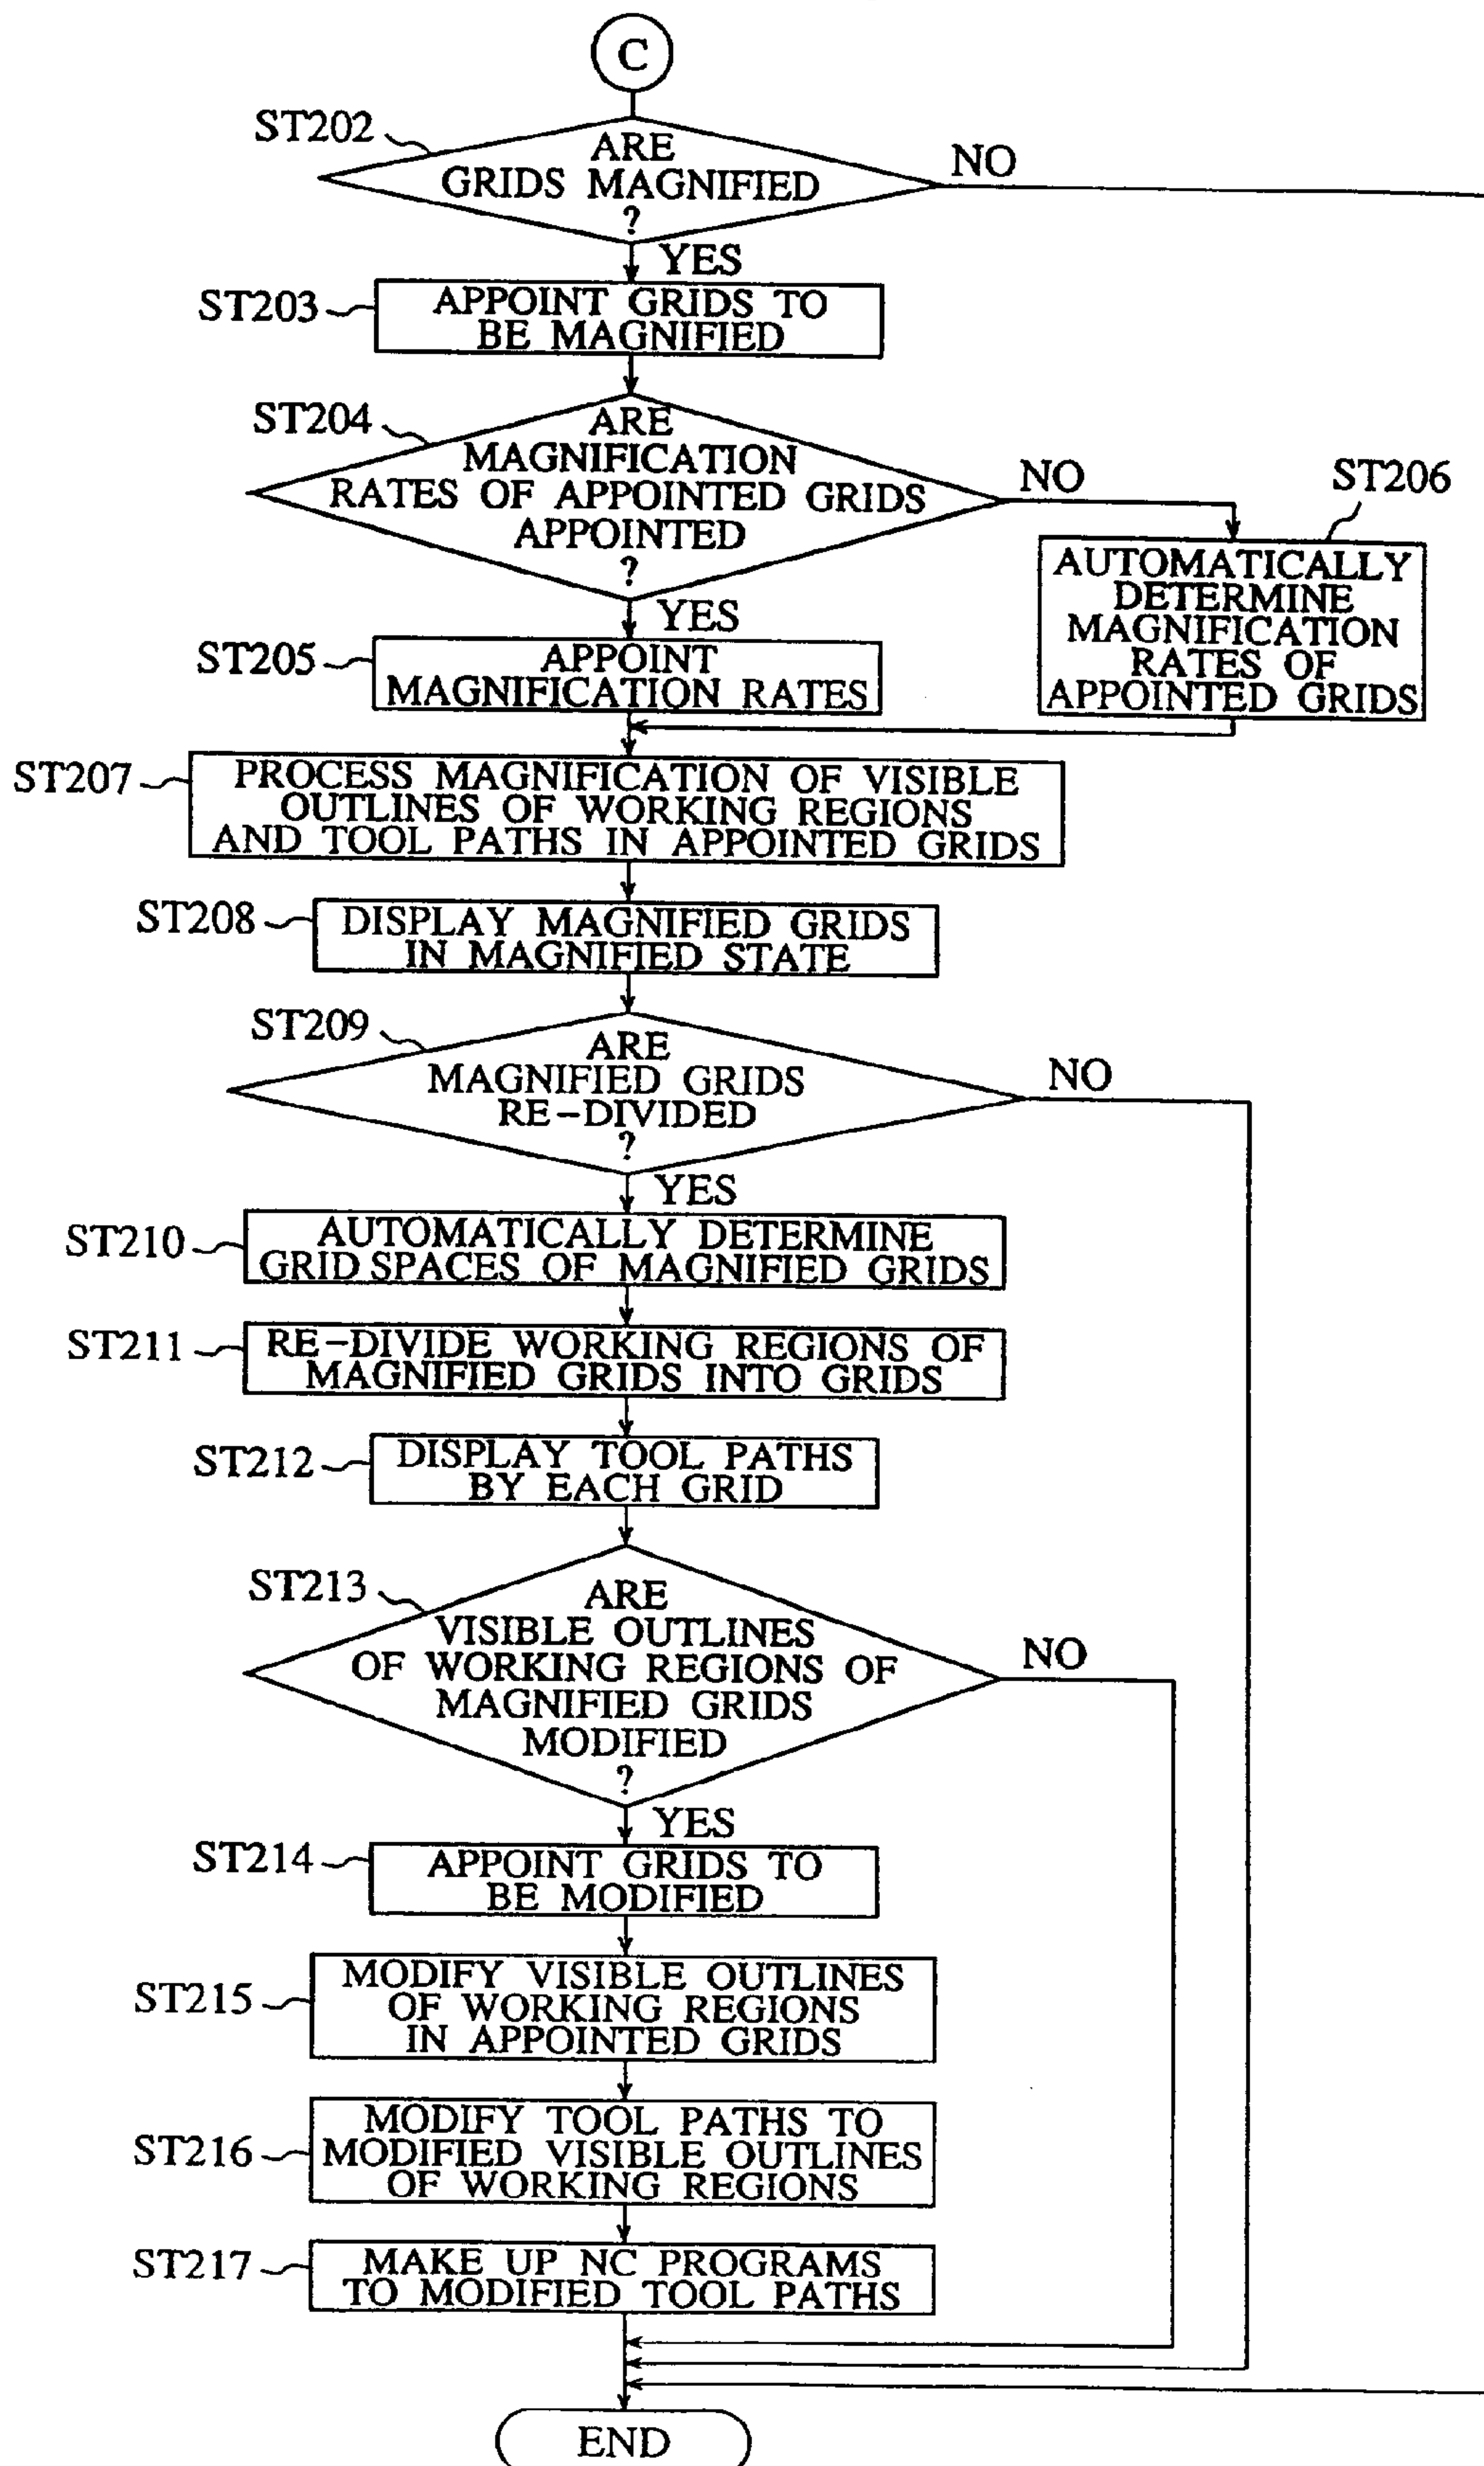 C
ST202
ARE
GRIDS MAGNIFIED
?
NO
YES
ST203
APPOINT GRIDS TO
BE MAGNIFIED
ST204
ARE
MAGNIFICATION
RATES OF APPOINTED GRIDS
APPOINTED
?
NO
YES
ST206
AUTOMATICALLY
DETERMINE
MAGNIFICATION
RATES OF
APPOINTED GRIDS
ST205
APPOINT
MAGNIFICATION RATES
ST207
PROCESS MAGNIFICATION OF VISIBLE
OUTLINES OF WORKING REGIONS
AND TOOL PATHS IN APPOINTED GRIDS
ST208
DISPLAY MAGNIFIED GRIDS
IN MAGNIFIED STATE
ST209
ARE
MAGNIFIED GRIDS
RE-DIVIDED
?
NO
YES
ST210
AUTOMATICALLY DETERMINE
GRID SPACES OF MAGNIFIED GRIDS
ST211
RE-DIVIDE WORKING REGIONS OF
MAGNIFIED GRIDS INTO GRIDS
ST212
DISPLAY TOOL PATHS
BY EACH GRID
ST213
ARE
VISIBLE OUTLINES
OF WORKING REGIONS OF
MAGNIFIED GRIDS
MODIFIED
?
NO
YES
ST214
APPOINT GRIDS TO
BE MODIFIED
ST215
MODIFY VISIBLE OUTLINES
OF WORKING REGIONS
IN APPOINTED GRIDS
ST216
MODIFY TOOL PATHS TO
MODIFIED VISIBLE OUTLINES
OF WORKING REGIONS
ST217
MAKE UP NC PROGRAMS
TO MODIFIED TOOL PATHS
END